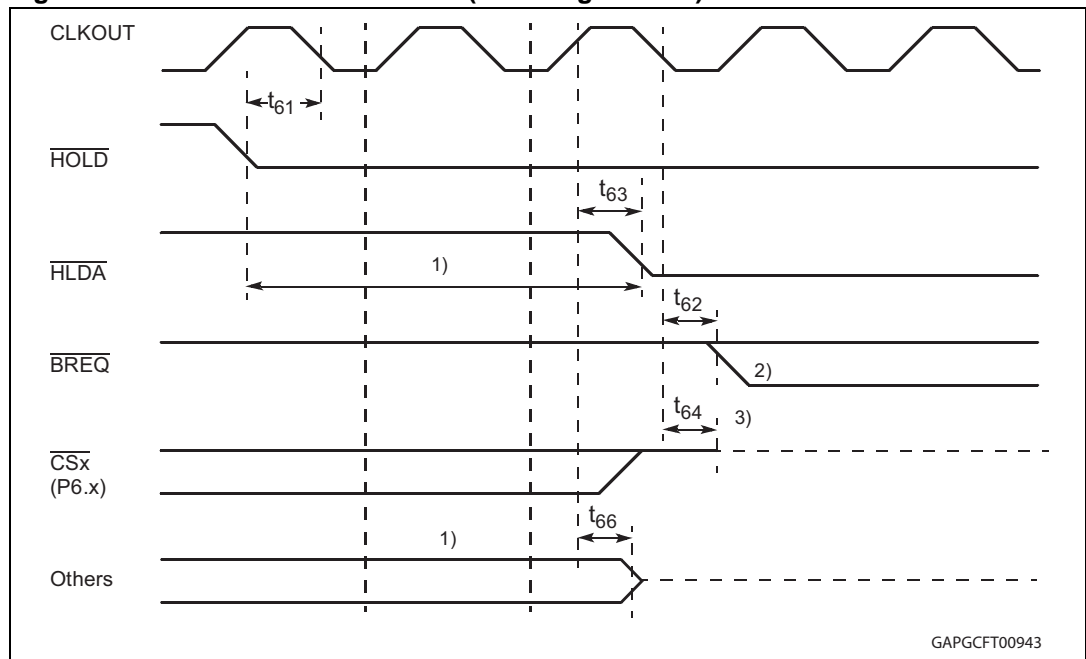 CLKOUT
t61
HOLD
t63
HLDA
1)
t62
BREQ
2)
t64
3)
CSx
(P6.x)
t66
1)
Others
GAPGCFT00943